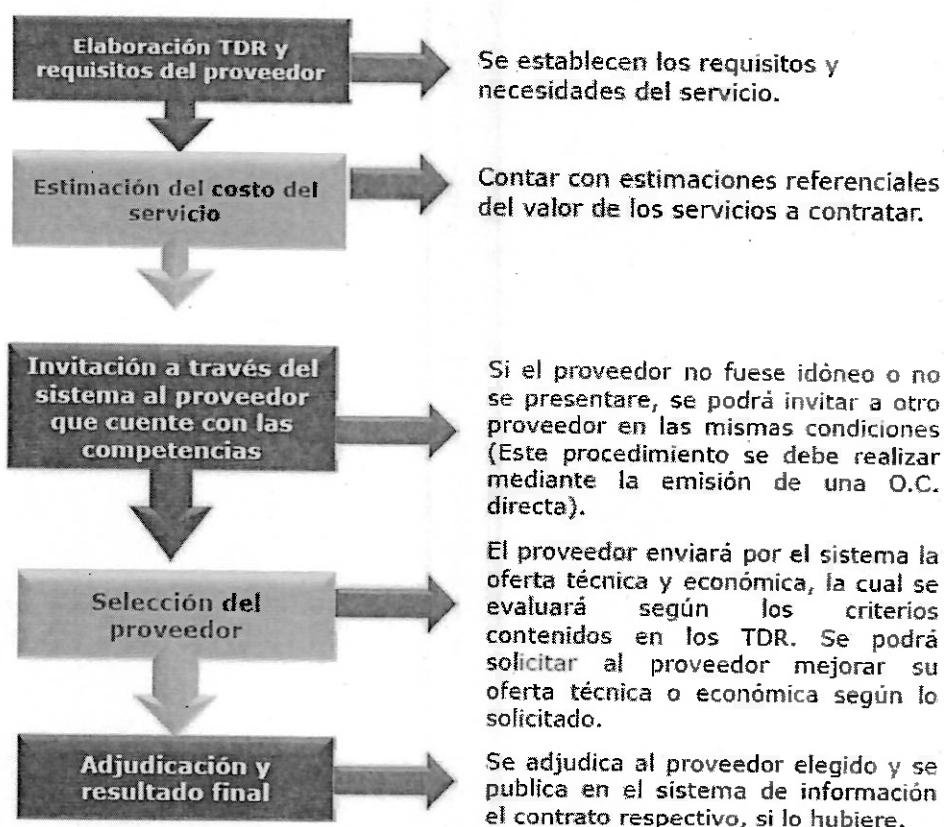 Elaboración TDR y
requisitos del proveedor
Se establecen los requisitos y
necesidades del servicio.
Estimación del costo del
servicio
Contar con estimaciones referenciales
del valor de los servicios a contratar.
Invitación a través del
sistema al proveedor
que cuente con las
competencias
Si el proveedor no fuese idóneo o no
se presentare, se podrá invitar a otro
proveedor en las mismas condiciones
(Este procedimiento se debe realizar
mediante la emisión de una O.C.
directa).
Selección del
proveedor
El proveedor enviará por el sistema la
oferta técnica y económica, la cual se
evaluará según los criterios
contenidos en los TDR. Se podrá
solicitar al proveedor mejorar su
oferta técnica o económica según lo
solicitado.
Adjudicación y
resultado final
Se adjudica al proveedor elegido y se
publica en el sistema de información
el contrato respectivo, si lo hubiere.